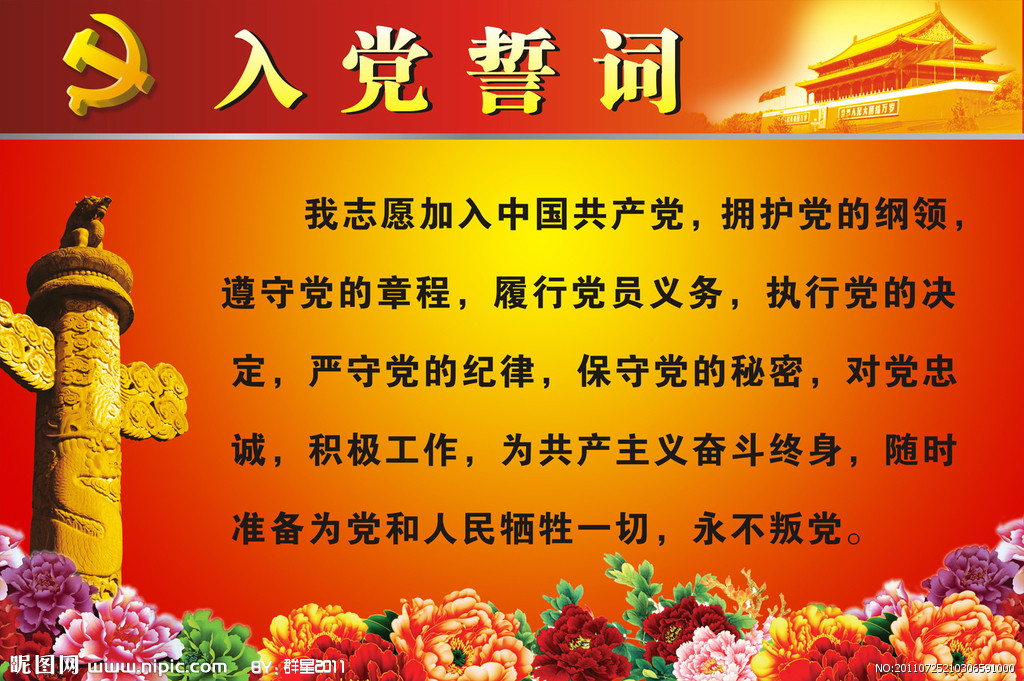 入党誓词
我志愿加入中国共产党，拥护党的纲领，
遵守党的章程，履行党员义务，执行党的决
定，严守党的纪律，保守党的秘密，对党忠
诚，积极工作，为共产主义奋斗终身，随时
准备为党和人民牺牲一切，永不叛党。
昵图网 www.nipic.com BY：群星2011
NO:20110725210306591000